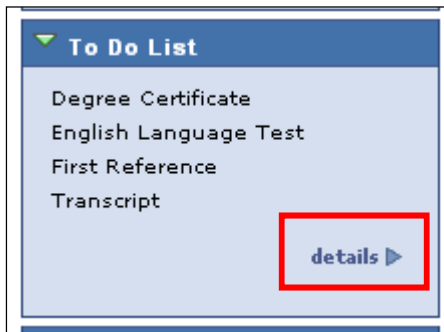 To Do List
Degree Certificate
English Language Test
First Reference
Transcript
details